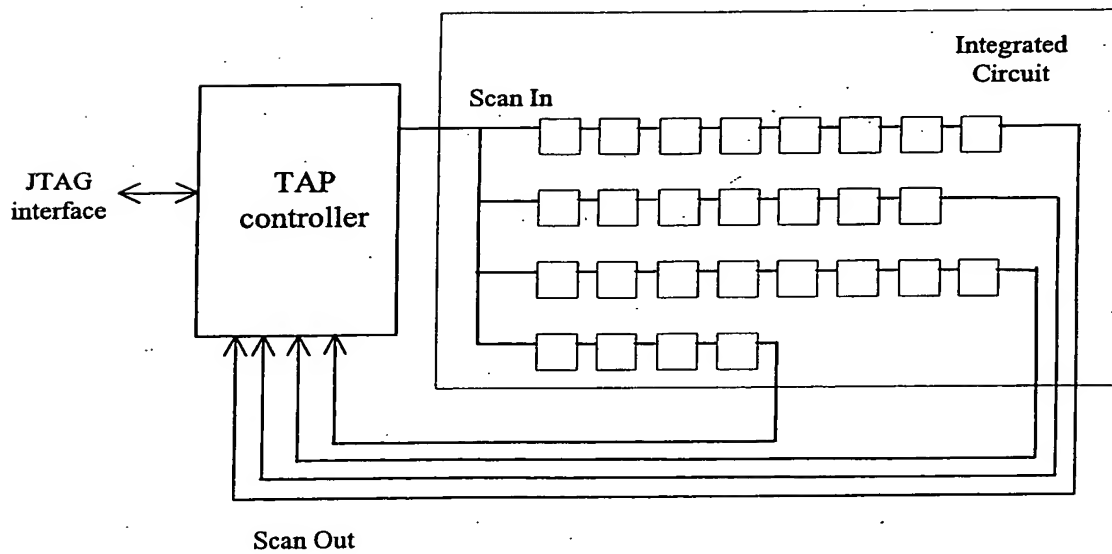 Integrated
Circuit
Scan In
JTAG
interface
TAP
controller
Scan Out